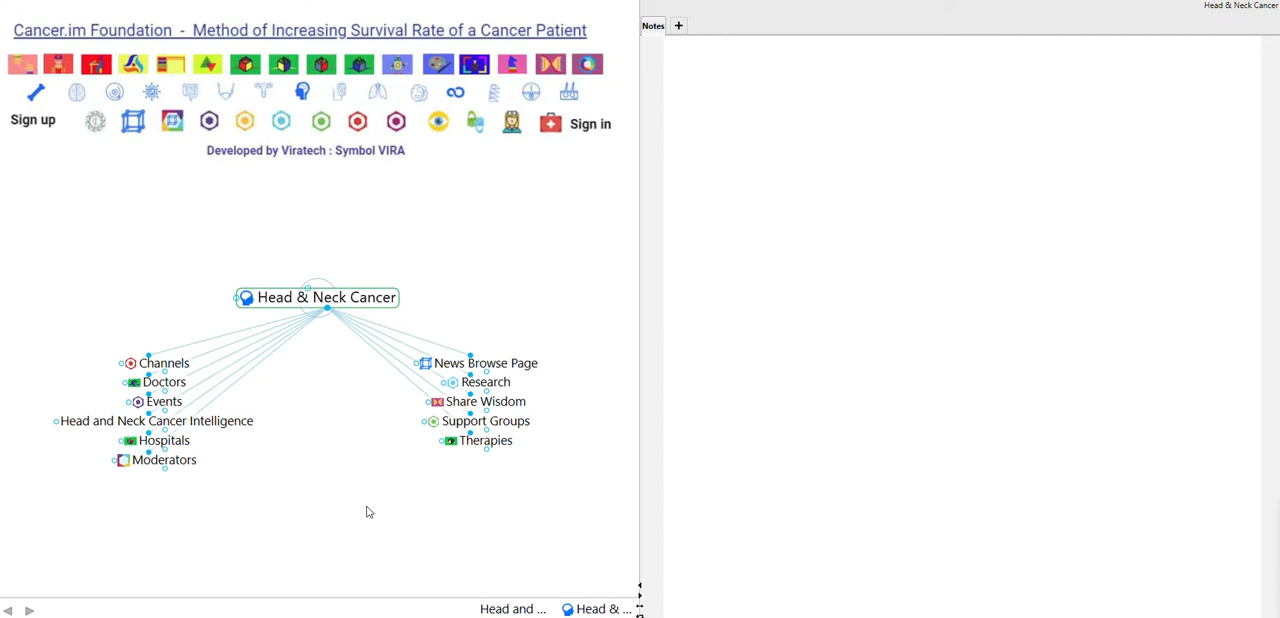 Head & Neck Cancer
Cancer.im Foundation - Method of Increasing Survival Rate of a Cancer Patient
Notes +
Sign up
Sign in
Developed by Viratech : Symbol VIRA
Head & Neck Cancer
Channels
Doctors
Events
Head and Neck Cancer Intelligence
Hospitals
Moderators
News Browse Page
Research
Share Wisdom
Support Groups
Therapies
Head and ...
Head & ...